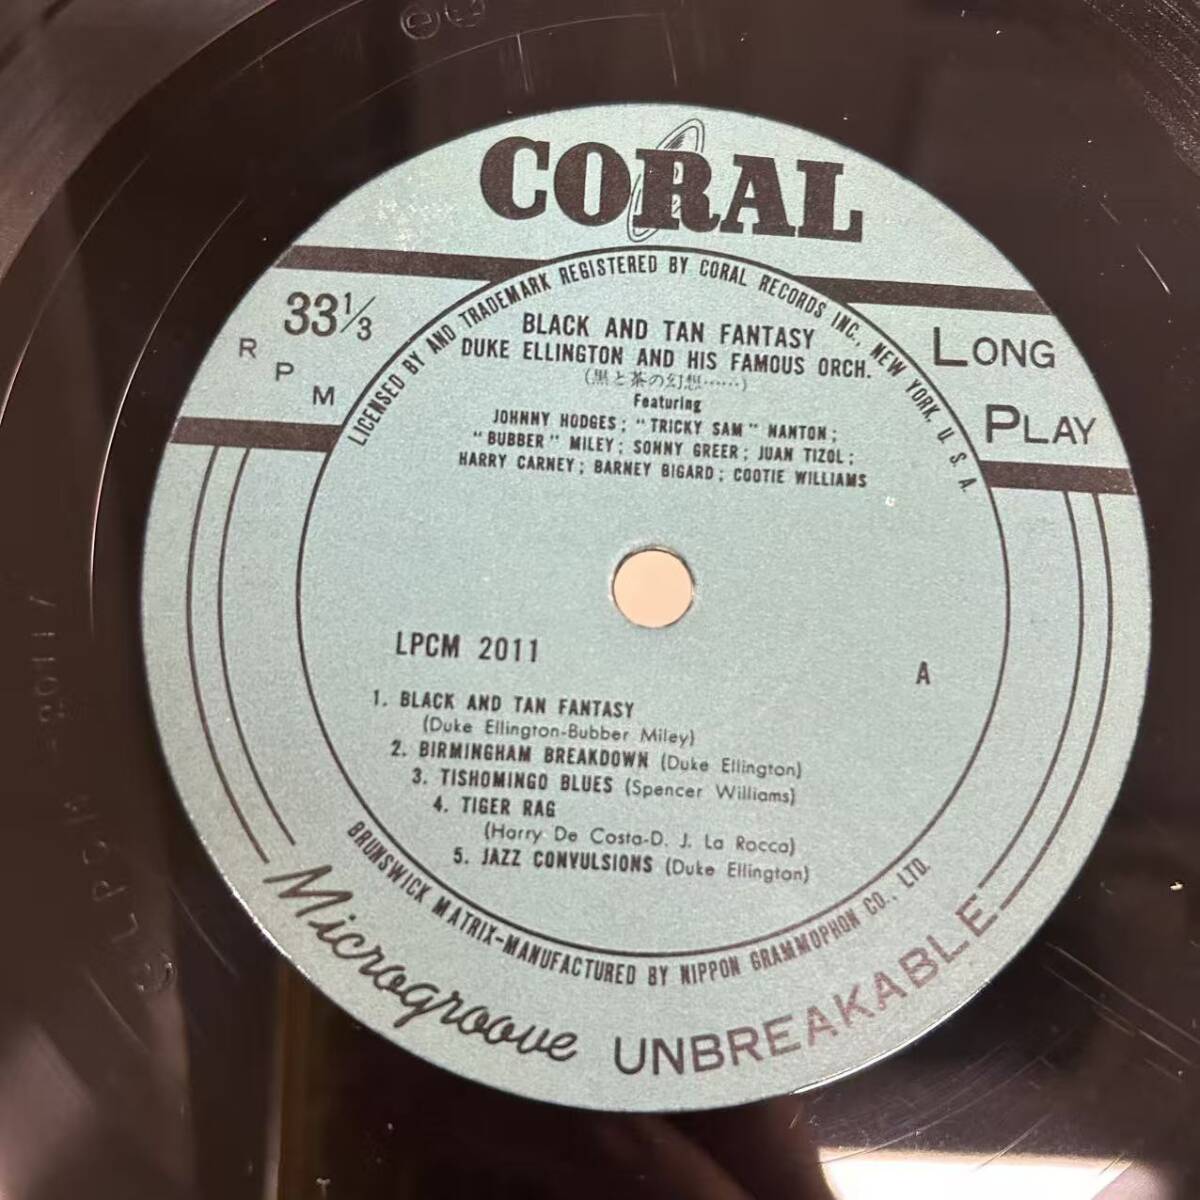 CORAL
33 1/3
RPM
LONG
PLAY
LICENSED BY AND TRADEMARK REGISTERED BY CORAL RECORDS INC., NEW YORK, U. S. A.
BLACK AND TAN FANTASY
DUKE ELLINGTON AND HIS FAMOUS ORCH.
(黒と茶の幻想……)
Featuring
JOHNNY HODGES; "TRICKY SAM" NANTON;
"BUBBER" MILEY; SONNY GREER; JUAN TIZOL;
HARRY CARNEY; BARNEY BIGARD; COOTIE WILLIAMS
LPCM 2011
A
1. BLACK AND TAN FANTASY
(Duke Ellington-Bubber Miley)
2. BIRMINGHAM BREAKDOWN (Duke Ellington)
3. TISHOMINGO BLUES (Spencer Williams)
4. TIGER RAG
(Harry De Costa-D. J. La Rocca)
5. JAZZ CONVULSIONS (Duke Ellington)
BRUNSWICK MATRIX-MANUFACTURED BY NIPPON GRAMMOPHON CO., LTD.
Microgroove UNBREAKABLE